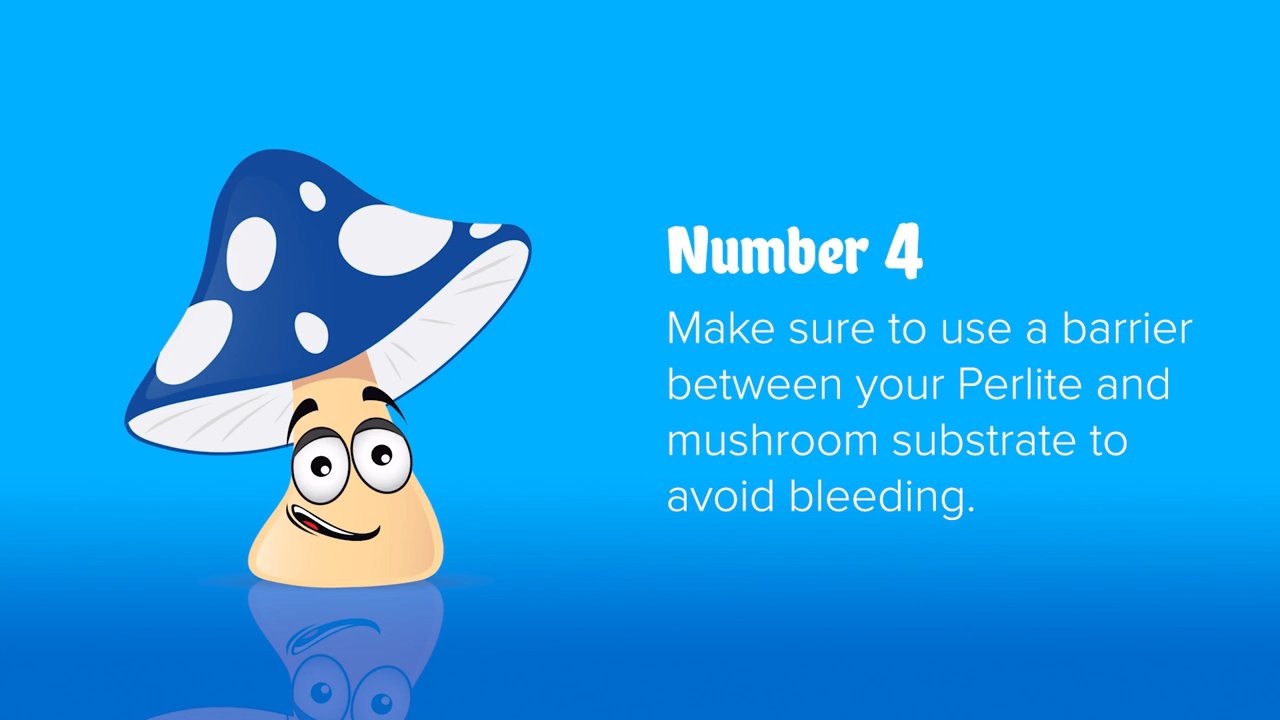 Number 4
Make sure to use a barrier
between your Perlite and
mushroom substrate to
avoid bleeding.